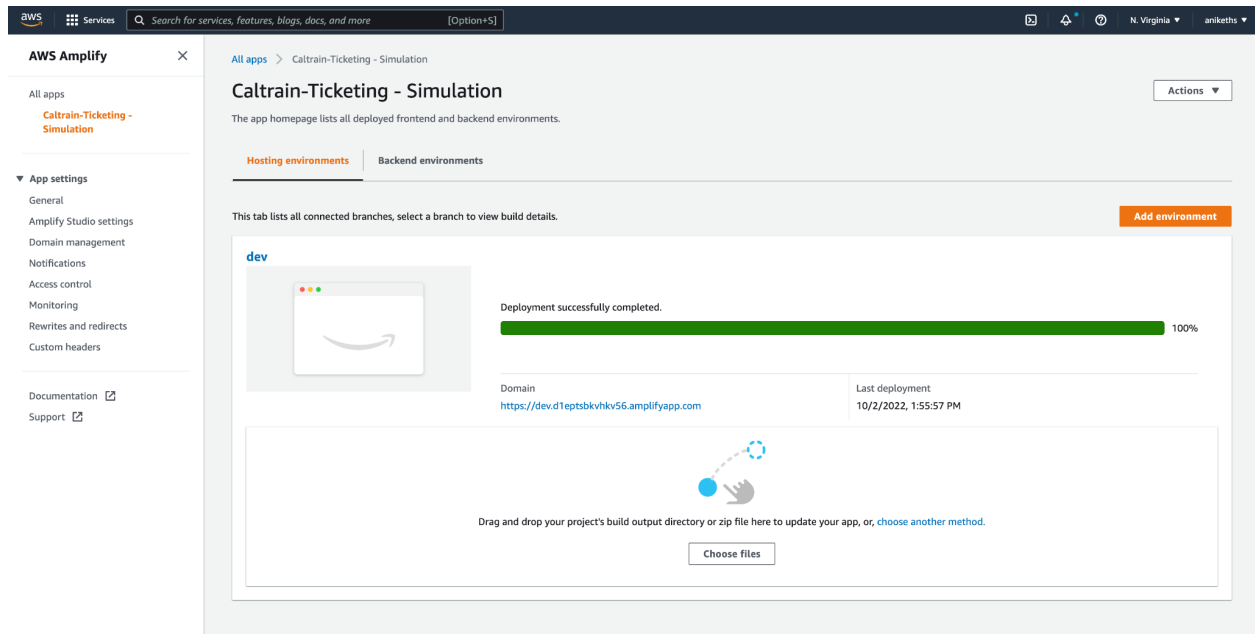 aws
Services
Search for services, features, blogs, docs, and more
[Option+S]
N. Virginia ▼
anikeths ▼
AWS Amplify
All apps
Caltrain-Ticketing -
Simulation
▼ App settings
General
Amplify Studio settings
Domain management
Notifications
Access control
Monitoring
Rewrites and redirects
Custom headers
Documentation
Support
All apps > Caltrain-Ticketing - Simulation
Caltrain-Ticketing - Simulation
Actions ▼
The app homepage lists all deployed frontend and backend environments.
Hosting environments
Backend environments
This tab lists all connected branches, select a branch to view build details.
Add environment
dev
Deployment successfully completed.
100%
Domain
https://dev.d1eptsbkvhkv56.amplifyapp.com
Last deployment
10/2/2022, 1:55:57 PM
Drag and drop your project's build output directory or zip file here to update your app, or, choose another method.
Choose files